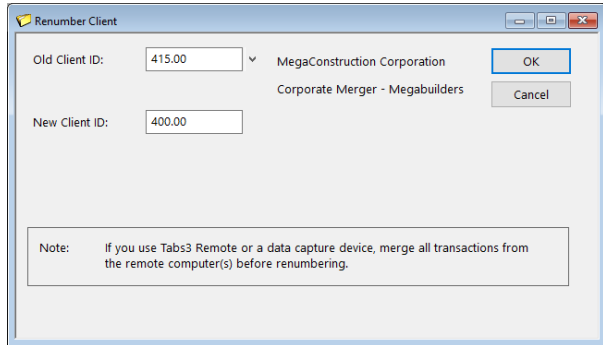 Renumber Client
Old Client ID: 415.00 MegaConstruction Corporation OK
Corporate Merger - Megabuilders Cancel
New Client ID: 400.00
Note: If you use Tabs3 Remote or a data capture device, merge all transactions from
the remote computer(s) before renumbering.